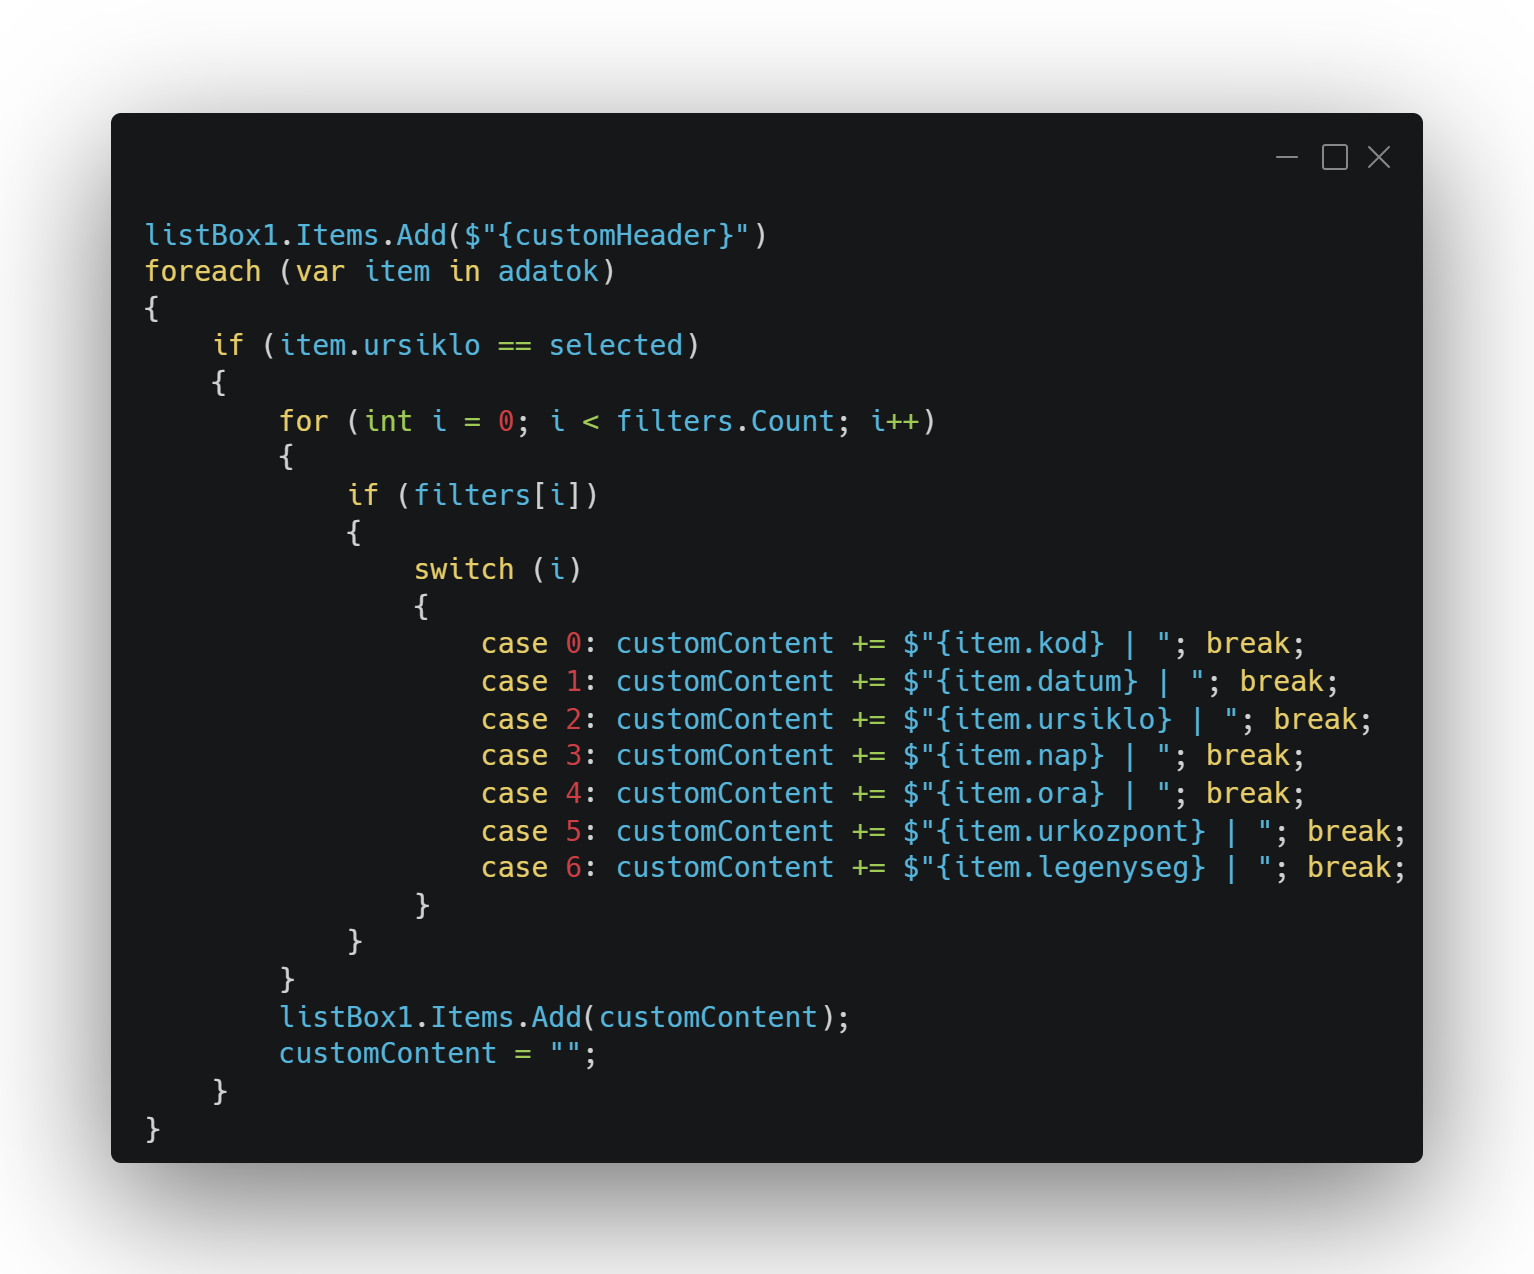 listBox1.Items.Add($"{customHeader}")
foreach (var item in adatok)
{
    if (item.ursiklo == selected)
    {
        for (int i = 0; i < filters.Count; i++)
        {
            if (filters[i])
            {
                switch (i)
                {
                    case 0: customContent += $"{item.kod} | "; break;
                    case 1: customContent += $"{item.datum} | "; break;
                    case 2: customContent += $"{item.ursiklo} | "; break;
                    case 3: customContent += $"{item.nap} | "; break;
                    case 4: customContent += $"{item.ora} | "; break;
                    case 5: customContent += $"{item.urkozpont} | "; break;
                    case 6: customContent += $"{item.legenyseg} | "; break;
                }
            }
        }
        listBox1.Items.Add(customContent);
        customContent = "";
    }
}